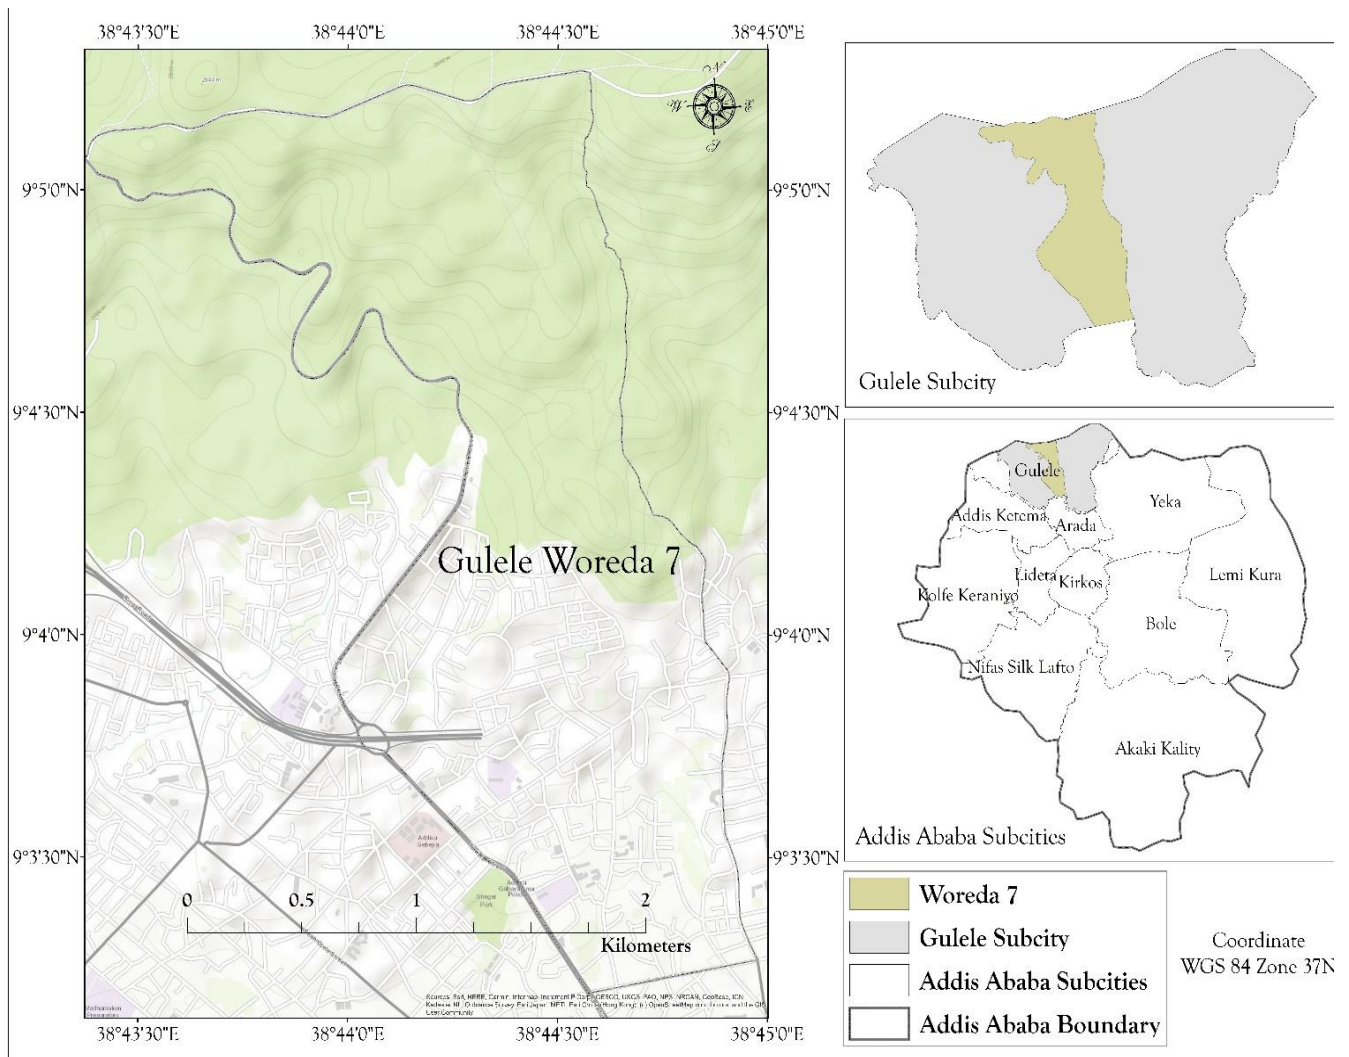 38°43'30"E 38°44'0"E 38°44'30"E 38°45'0"E
N
W E
S
9°5'0"N 9°5'0"N
9°4'30"N 9°4'30"N
9°4'0"N 9°4'0"N
9°3'30"N 9°3'30"N
Gulele Woreda 7
Addisu
Gebeya
Shegar
Park
0 0.5 1 2
Kilometers
38°43'30"E 38°44'0"E 38°44'30"E 38°45'0"E
Gulele Subcity
Gulele
Yeka
Addis Ketema
Arada
Lideta
Kirkos
Lemi Kura
Kolfe Keraniyo
Bole
Nifas Silk Lafto
Akaki Kality
Addis Ababa Subcities
Woreda 7
Gulele Subcity
Addis Ababa Subcities
Addis Ababa Boundary
Coordinate
WGS 84 Zone 37N